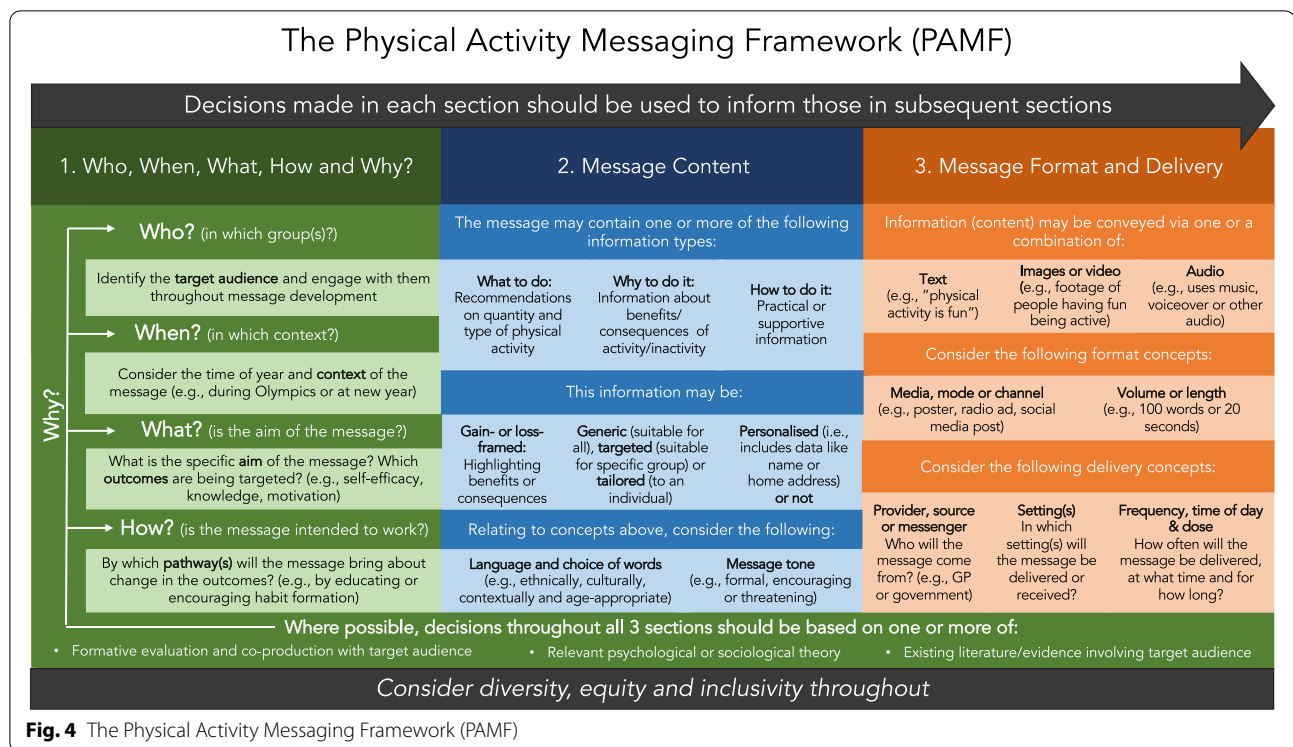 The Physical Activity Messaging Framework (PAMF)
Decisions made in each section should be used to inform those in subsequent sections
1. Who, When, What, How and Why?
Why?
Who? (in which group(s)?)
Identify the target audience and engage with them
throughout message development
When? (in which context?)
Consider the time of year and context of the
message (e.g., during Olympics or at new year)
What? (is the aim of the message?)
What is the specific aim of the message? Which
outcomes are being targeted? (e.g., self-efficacy,
knowledge, motivation)
How? (is the message intended to work?)
By which pathway(s) will the message bring about
change in the outcomes? (e.g., by educating or
encouraging habit formation)
2. Message Content
The message may contain one or more of the following
information types:
What to do:
Recommendations
on quantity and
type of physical
activity
Why to do it:
Information about
benefits/
consequences of
activity/inactivity
How to do it:
Practical or
supportive
information
This information may be:
Gain- or loss-
framed:
Highlighting
benefits or
consequences
Generic (suitable for
all), targeted (suitable
for specific group) or
tailored (to an
individual)
Personalised (i.e.,
includes data like
name or
home address)
or not
Relating to concepts above, consider the following:
Language and choice of words
(e.g., ethnically, culturally,
contextually and age-appropriate)
Message tone
(e.g., formal, encouraging
or threatening)
3. Message Format and Delivery
Information (content) may be conveyed via one or a
combination of:
Text
(e.g., “physical
activity is fun”)
Images or video
(e.g., footage of
people having fun
being active)
Audio
(e.g., uses music,
voiceover or other
audio)
Consider the following format concepts:
Media, mode or channel
(e.g., poster, radio ad, social
media post)
Volume or length
(e.g., 100 words or 20
seconds)
Consider the following delivery concepts:
Provider, source
or messenger
Who will the
message come
from? (e.g., GP
or government)
Setting(s)
In which
setting(s) will
the message be
delivered or
received?
Frequency, time of day
& dose
How often will the
message be delivered,
at what time and for
how long?
Where possible, decisions throughout all 3 sections should be based on one or more of:
• Formative evaluation and co-production with target audience
• Relevant psychological or sociological theory
• Existing literature/evidence involving target audience
Consider diversity, equity and inclusivity throughout
Fig. 4 The Physical Activity Messaging Framework (PAMF)